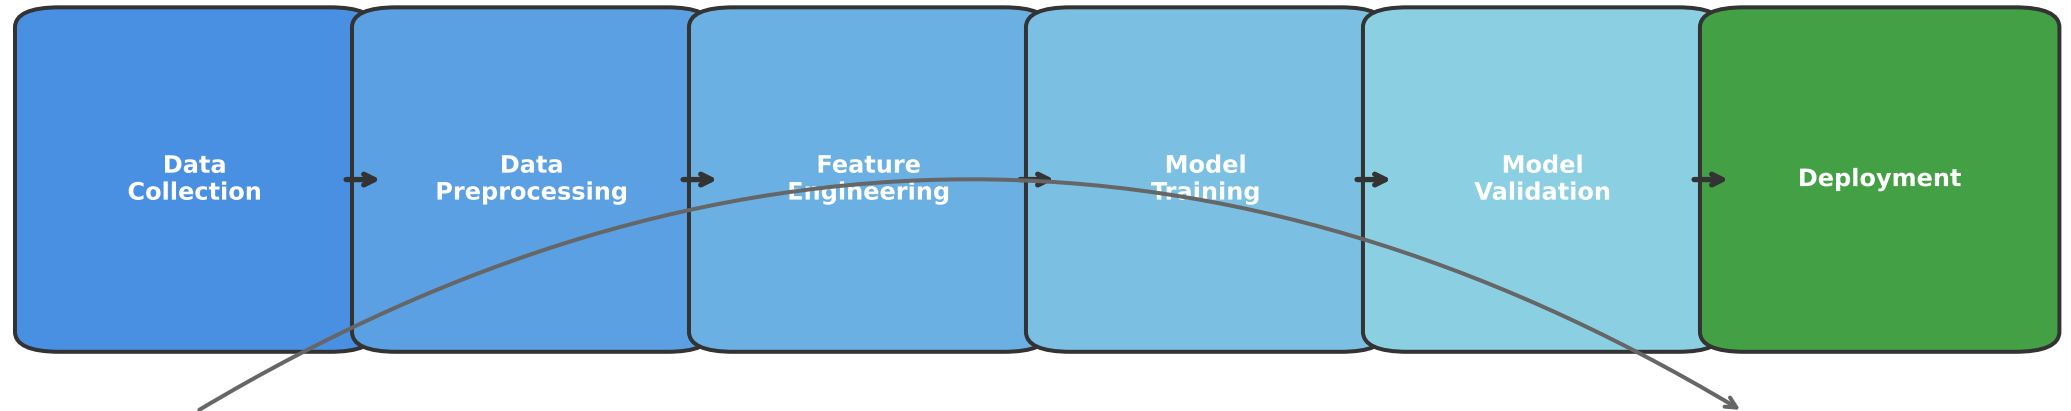 Data
Collection
Data
Preprocessing
Feature
Engineering
Model
Training
Model
Validation
Deployment